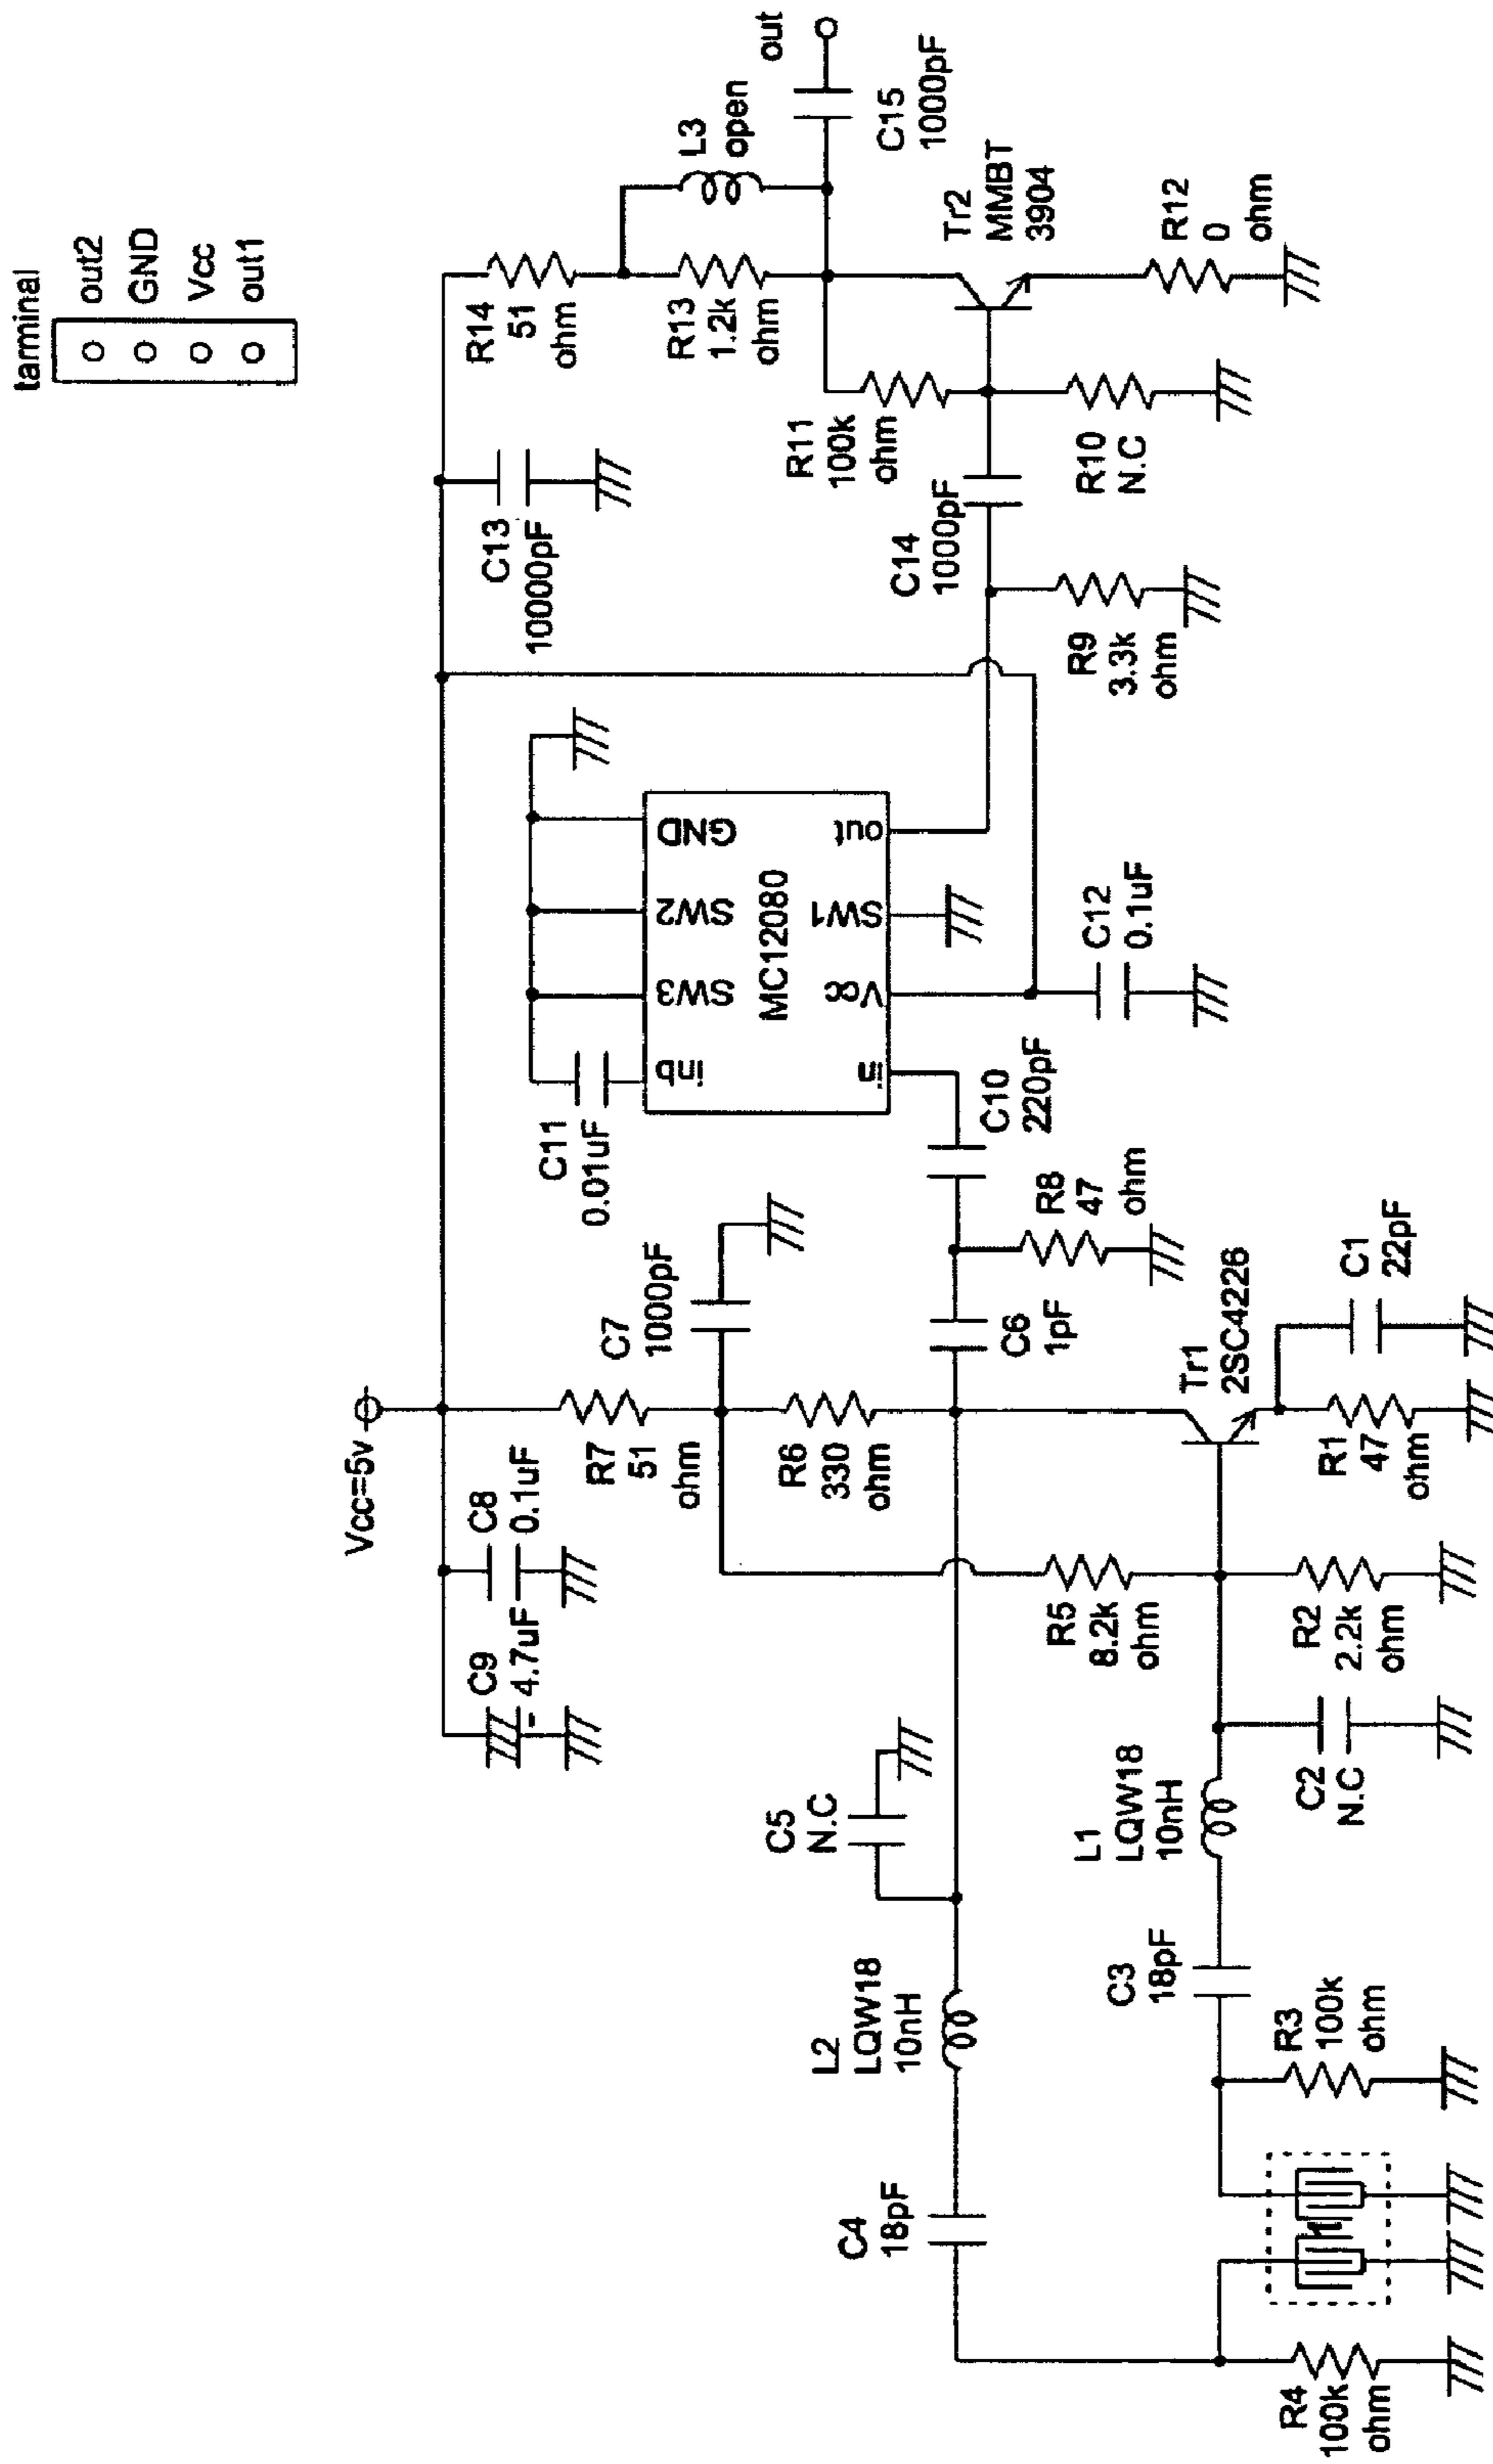 tarminal
out2
GND
Vcc
out1
Vcc=5v
C9
4.7uF
-
C8
0.1uF
R7
51
ohm
C7
1000pF
R6
330
ohm
C11
0.01uF
inb
SW3
SW2
GND
MC12080
in
Vcc
SW1
out
C13
10000pF
R14
51
ohm
R13
1.2k
ohm
L3
open
out
C15
1000pF
R11
100k
ohm
C14
1000pF
R10
N.C
Tr2
MMBT
3904
R12
0
ohm
R9
3.3k
ohm
C12
0.1uF
C10
220pF
R8
47
ohm
C6
1pF
Tr1
2SC4226
C1
22pF
R1
47
ohm
R5
8.2k
ohm
R2
2.2k
ohm
C5
N.C
L1
LQW18
10nH
C2
N.C
L2
LQW18
10nH
C3
18pF
R3
100k
ohm
C4
18pF
1
R4
100k
ohm